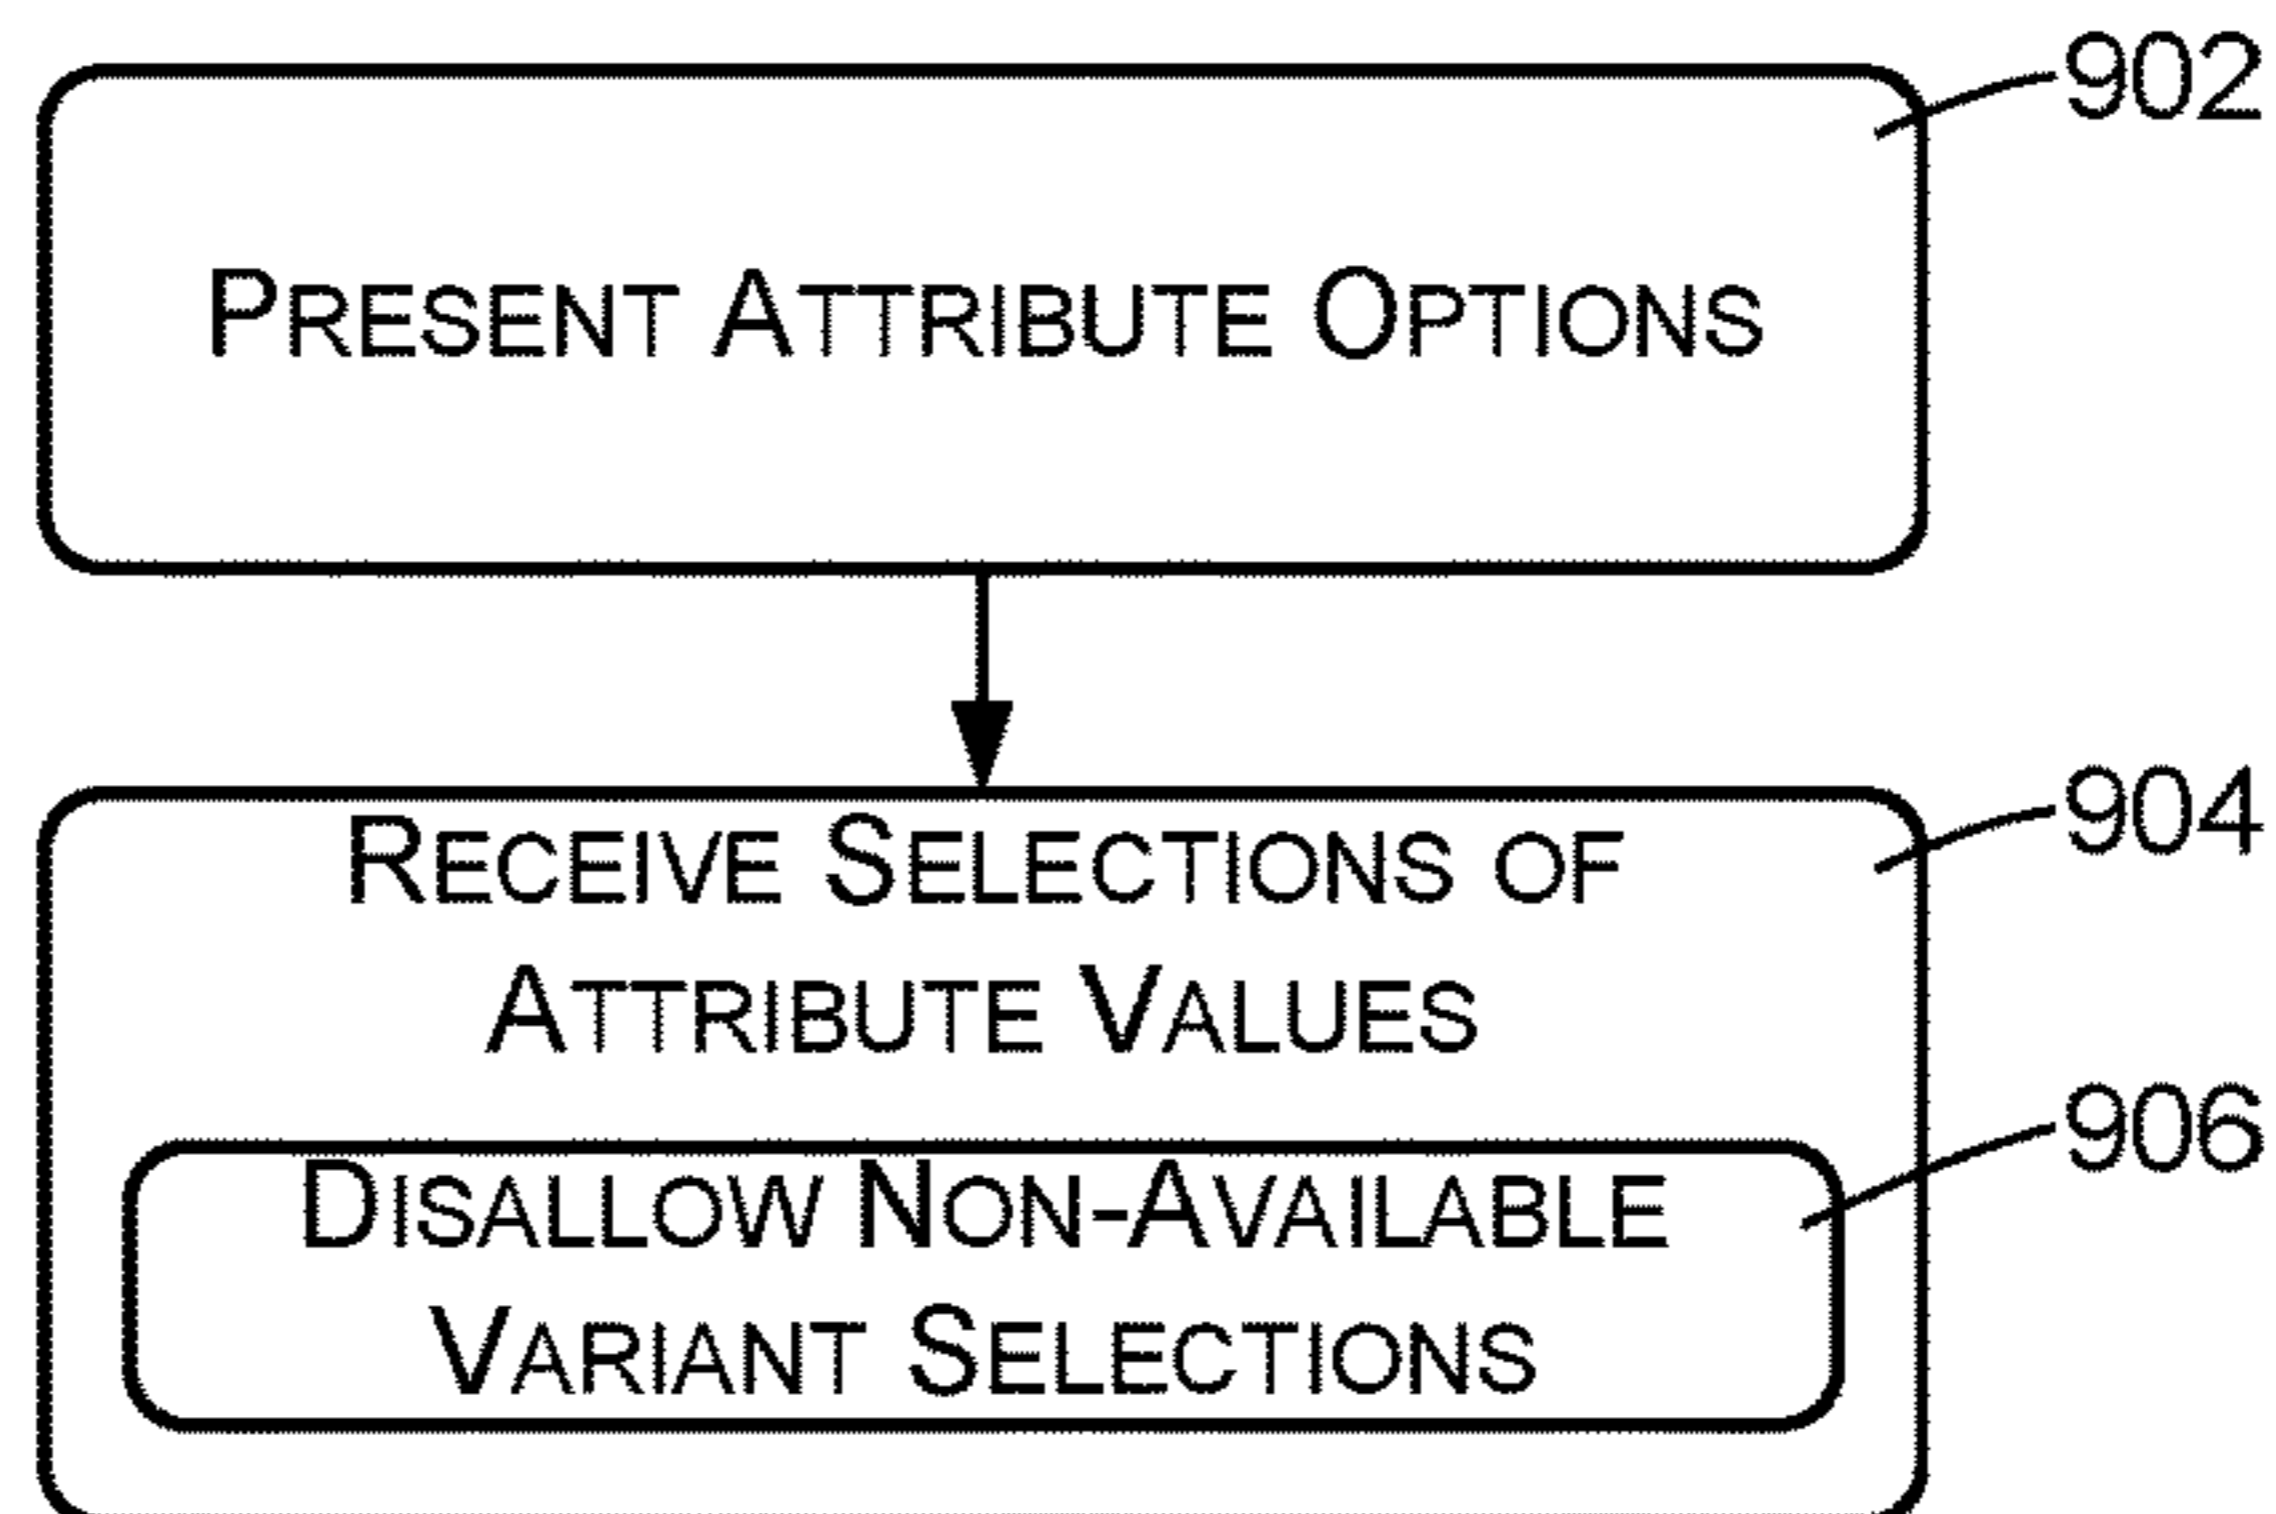 902
PRESENT ATTRIBUTE OPTIONS
904
RECEIVE SELECTIONS OF
ATTRIBUTE VALUES
906
DISALLOW NON-AVAILABLE
VARIANT SELECTIONS